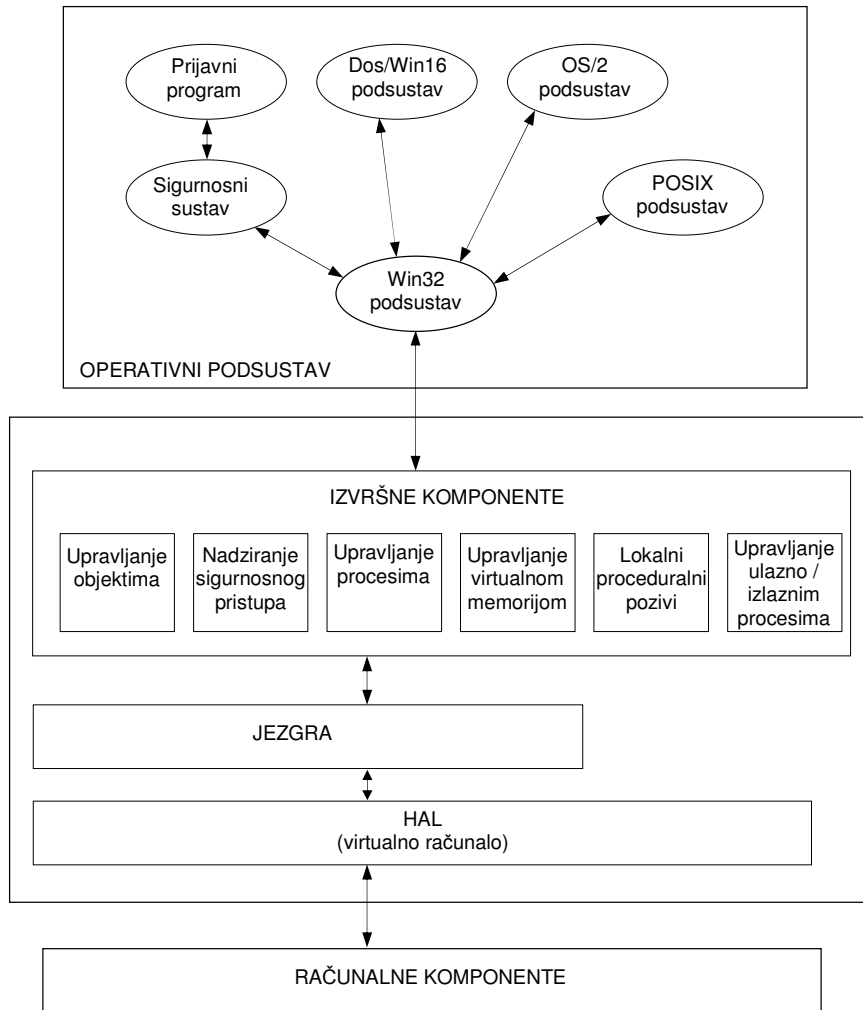 Prijavni
program
Dos/Win16
podsustav
OS/2
podsustav
Sigurnosni
sustav
POSIX
podsustav
Win32
podsustav
OPERATIVNI PODSUSTAV
IZVRŠNE KOMPONENTE
Upravljanje
objektima
Nadziranje
sigurnosnog
pristupa
Upravljanje
procesima
Upravljanje
virtualnom
memorijom
Lokalni
proceduralni
pozivi
Upravljanje
ulazno /
izlaznim
procesima
JEZGRA
HAL
(virtualno računalo)
RAČUNALNE KOMPONENTE